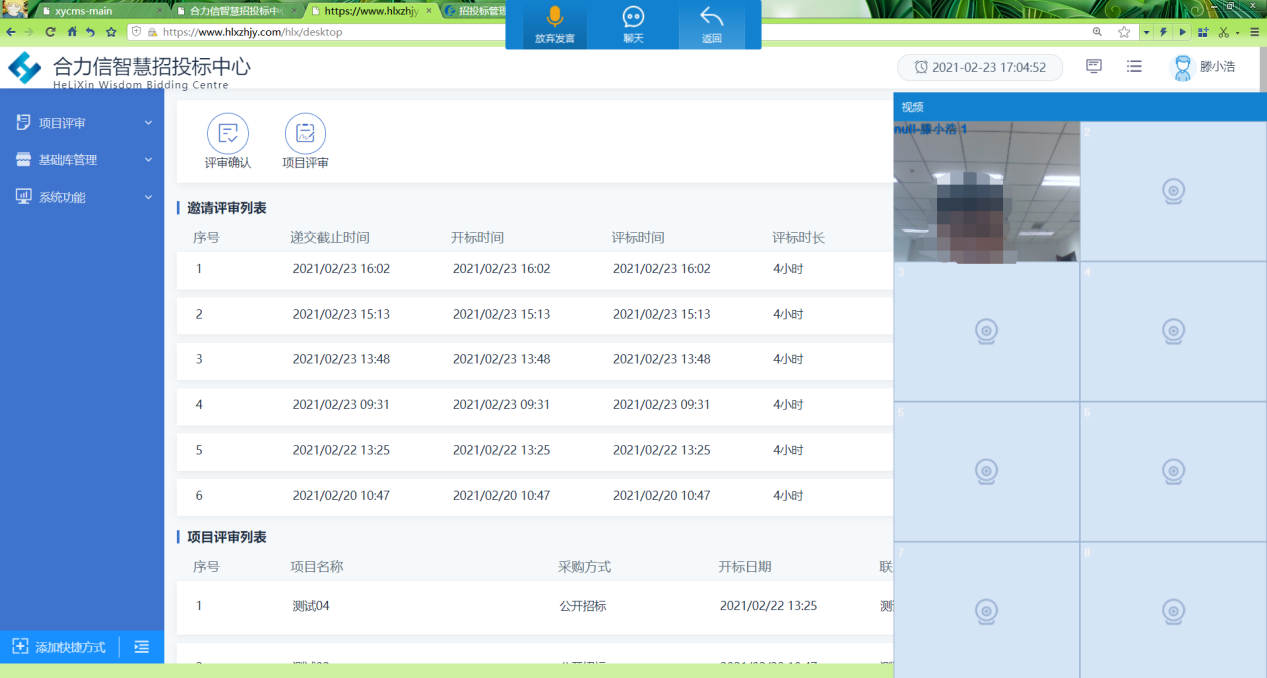 xycms-main
合力信智慧招投标中
https://www.hlxzhjy
招投标管理
放弃发言
聊天
返回
https://www.hlxzhjy.com/hlx/desktop
合力信智慧招投标中心
HeLiXin Wisdom Bidding Centre
2021-02-23 17:04:52
滕小浩
项目评审
基础库管理
系统功能
添加快捷方式
评审确认
项目评审
邀请评审列表
序号 递交截止时间 开标时间 评标时间 评标时长
1 2021/02/23 16:02 2021/02/23 16:02 2021/02/23 16:02 4小时
2 2021/02/23 15:13 2021/02/23 15:13 2021/02/23 15:13 4小时
3 2021/02/23 13:48 2021/02/23 13:48 2021/02/23 13:48 4小时
4 2021/02/23 09:31 2021/02/23 09:31 2021/02/23 09:31 4小时
5 2021/02/22 13:25 2021/02/22 13:25 2021/02/22 13:25 4小时
6 2021/02/20 10:47 2021/02/20 10:47 2021/02/20 10:47 4小时
项目评审列表
序号 项目名称 采购方式 开标日期 联
1 测试04 公开招标 2021/02/22 13:25 测
视频
null-滕小浩 1
2
3
4
5
6
7
8